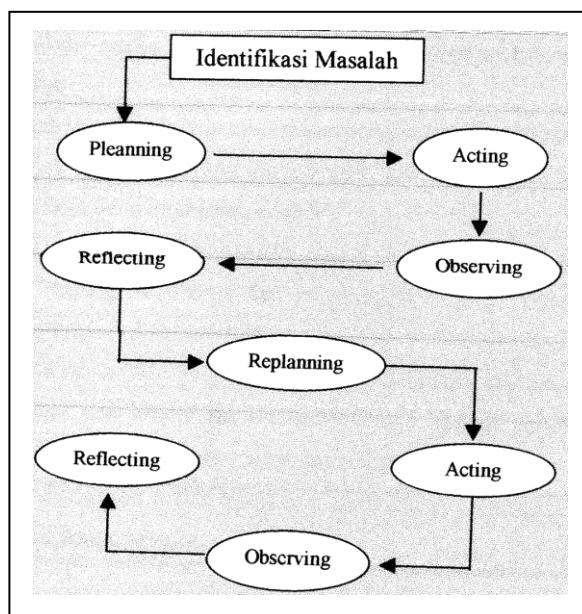 Identifikasi Masalah
Pleanning
Acting
Reflecting
Observing
Replanning
Reflecting
Acting
Observing